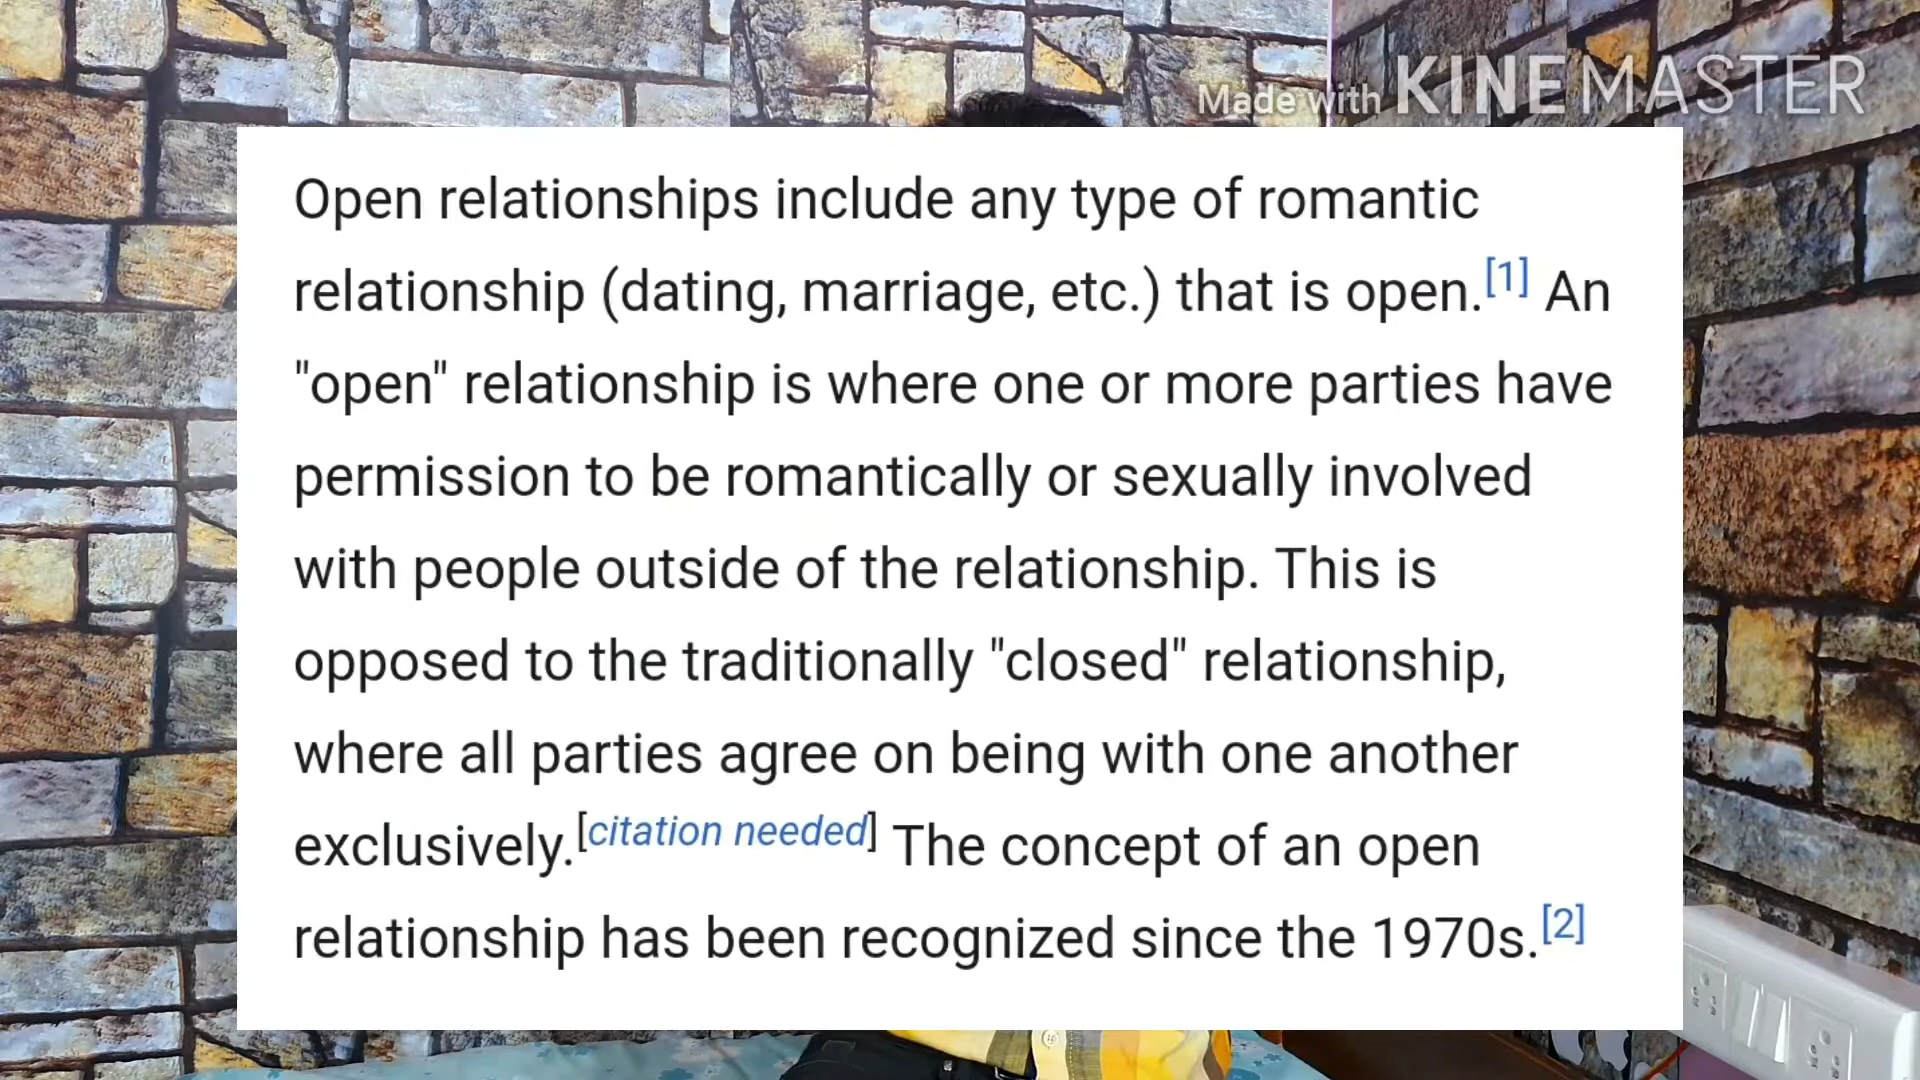 Made with KINEMASTER
Open relationships include any type of romantic
relationship (dating, marriage, etc.) that is open.[1] An
"open" relationship is where one or more parties have
permission to be romantically or sexually involved
with people outside of the relationship. This is
opposed to the traditionally "closed" relationship,
where all parties agree on being with one another
exclusively.[citation needed] The concept of an open
relationship has been recognized since the 1970s.[2]